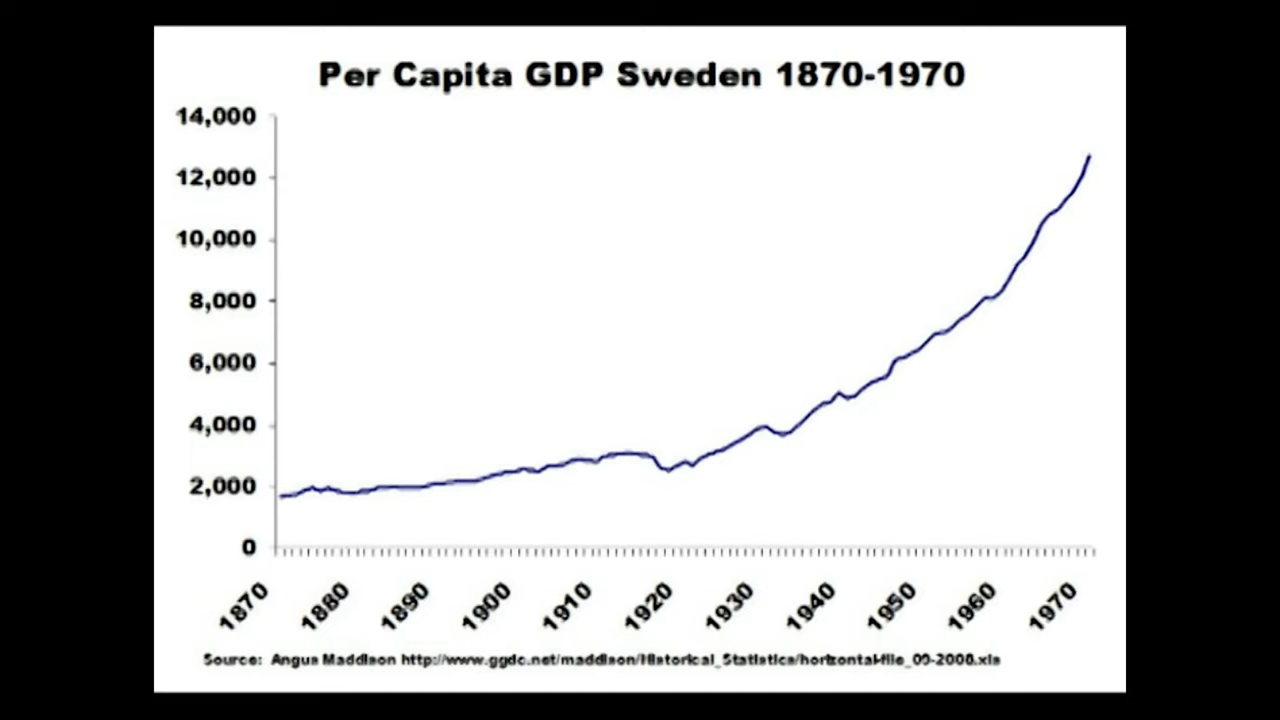 Per Capita GDP Sweden 1870-1970
14,000
12,000
10,000
8,000
6,000
4,000
2,000
0
1870 1880 1890 1900 1910 1920 1930 1940 1950 1960 1970
Source: Angus Maddison http://www.ggdc.net/maddison/Historical_Statistics/horizontal-file_09-2008.xls